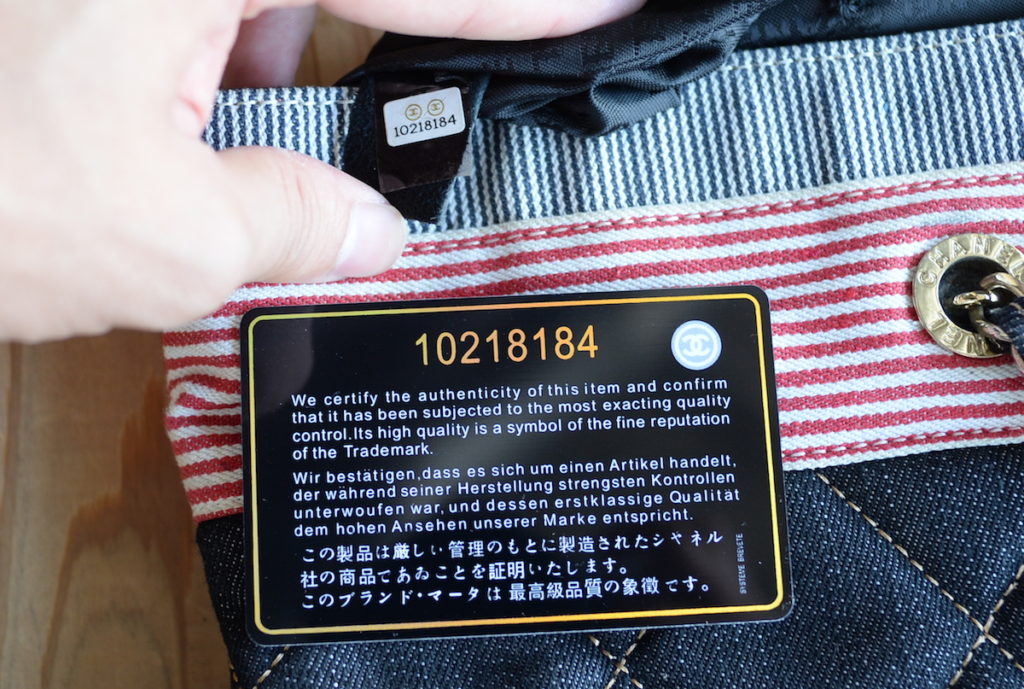 10218184
CHANEL
10218184
We certify the authenticity of this item and confirm
that it has been subjected to the most exacting quality
control.Its high quality is a symbol of the fine reputation
of the Trademark.
Wir bestätigen,dass es sich um einen Artikel handelt,
der während seiner Herstellung strengsten Kontrollen
unterwoufen war, und dessen erstklassige Qualität
dem hohen Ansehen unserer Marke entspricht.
この製品は厳しい管理のもとに製造されたシャネル
社の商品であゐことを証明いたします。
このブランド・マータは最高級品質の象徴です。
SYSTEME BREVETE